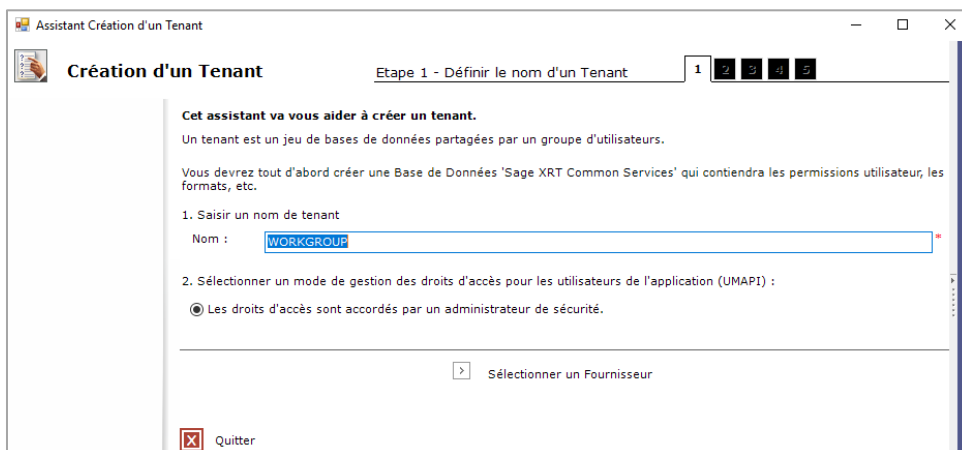 Assistant Création d'un Tenant
Création d'un Tenant
Etape 1 - Définir le nom d'un Tenant
1 2 3 4 5
Cet assistant va vous aider à créer un tenant.
Un tenant est un jeu de bases de données partagées par un groupe d'utilisateurs.
Vous devrez tout d'abord créer une Base de Données 'Sage XRT Common Services' qui contiendra les permissions utilisateur, les
formats, etc.
1. Saisir un nom de tenant
Nom : WORKGROUP *
2. Sélectionner un mode de gestion des droits d'accès pour les utilisateurs de l'application (UMAPI) :
Les droits d'accès sont accordés par un administrateur de sécurité.
Sélectionner un Fournisseur
Quitter